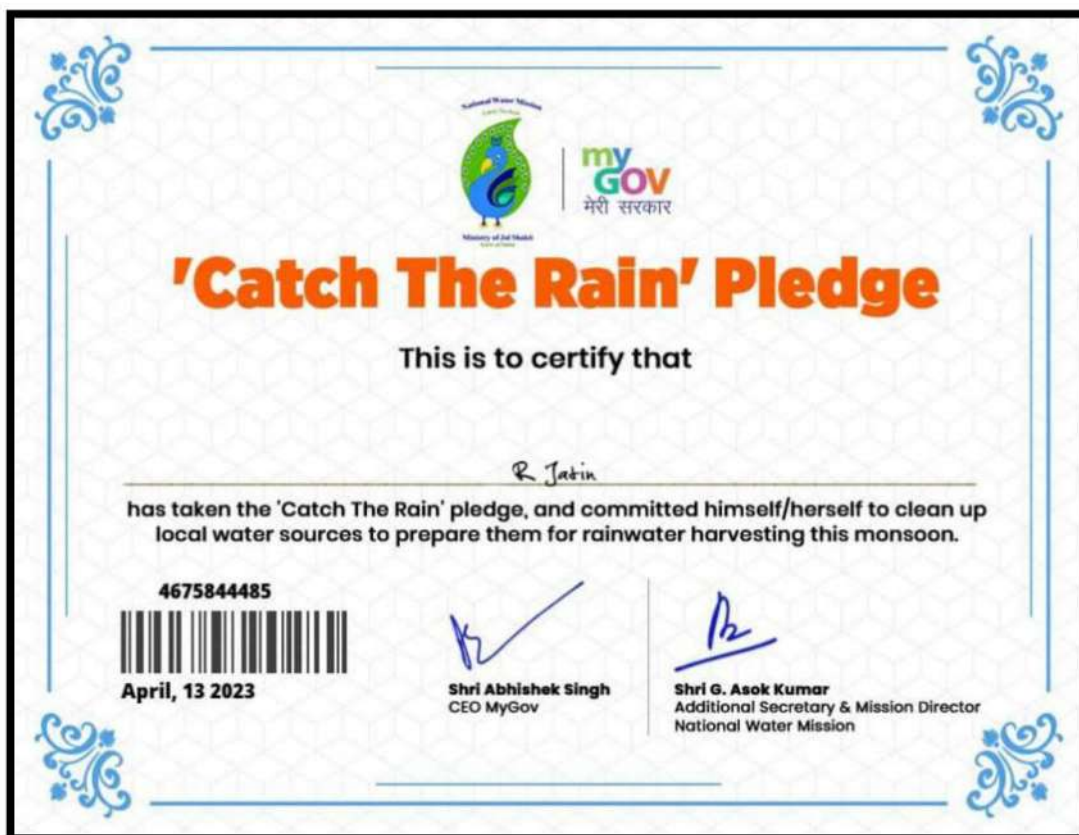 National Water Mission
Catch The Rain
my
GOV
मेरी सरकार
Ministry of Jal Shakti
'Catch The Rain' Pledge
This is to certify that
R Jatin
has taken the 'Catch The Rain' pledge, and committed himself/herself to clean up
local water sources to prepare them for rainwater harvesting this monsoon.
4675844485
April, 13 2023
Shri Abhishek Singh
CEO MyGov
Shri G. Asok Kumar
Additional Secretary & Mission Director
National Water Mission